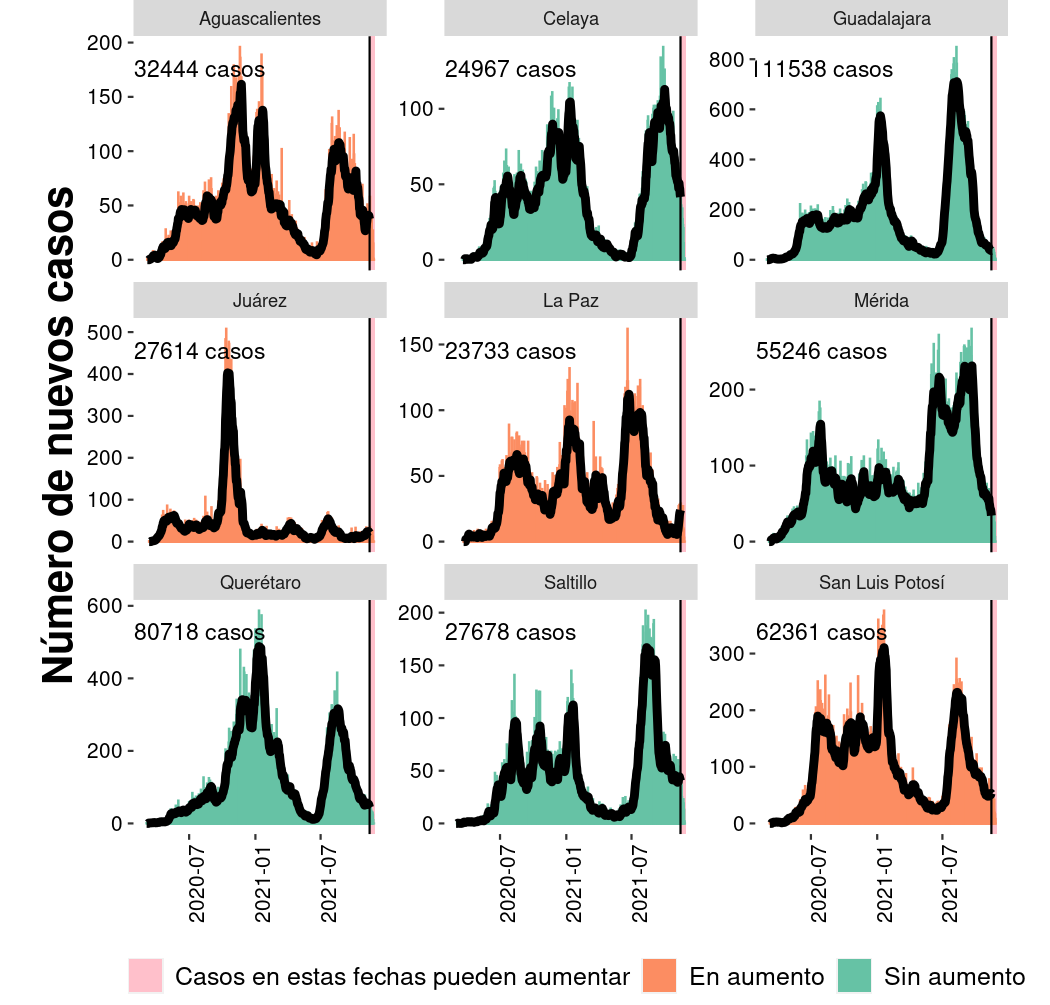 Número de nuevos casos
Aguascalientes
32444 casos
200
150
100
50
0
Celaya
24967 casos
100
50
0
Guadalajara
111538 casos
800
600
400
200
0
Juárez
27614 casos
500
400
300
200
100
0
La Paz
23733 casos
150
100
50
0
Mérida
55246 casos
200
100
0
Querétaro
80718 casos
600
400
200
0
2020-07
2021-01
2021-07
Saltillo
27678 casos
200
150
100
50
0
2020-07
2021-01
2021-07
San Luis Potosí
62361 casos
300
200
100
0
2020-07
2021-01
2021-07
Casos en estas fechas pueden aumentar
En aumento
Sin aumento